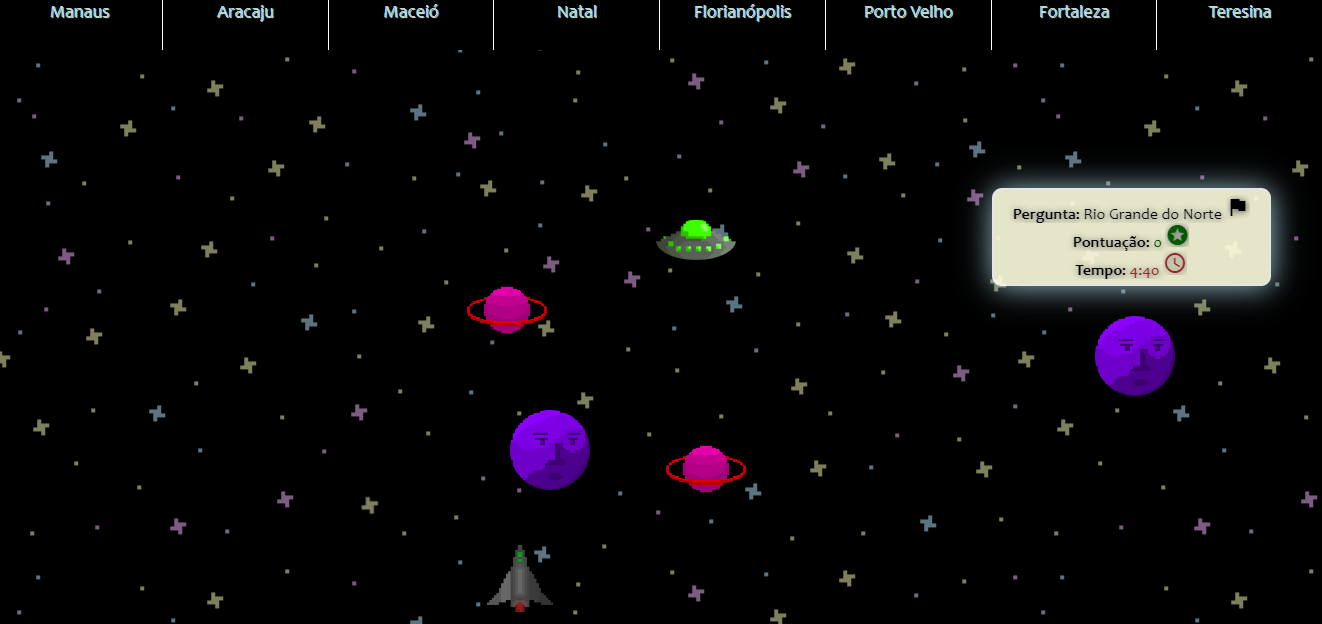 Manaus
Aracaju
Maceió
Natal
Florianópolis
Porto Velho
Fortaleza
Teresina
Pergunta: Rio Grande do Norte
Pontuação: 0
Tempo: 4:40